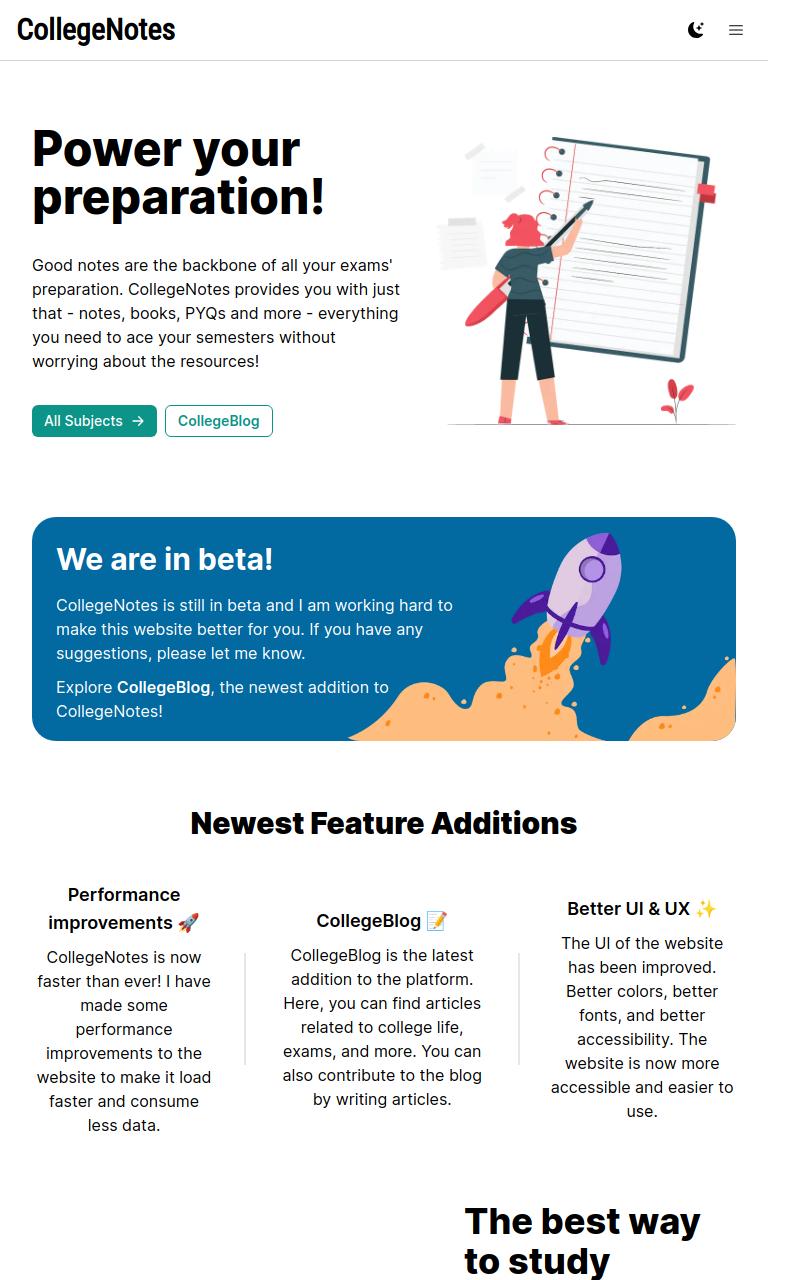 CollegeNotes
Power your
preparation!
Good notes are the backbone of all your exams'
preparation. CollegeNotes provides you with just
that - notes, books, PYQs and more - everything
you need to ace your semesters without
worrying about the resources!
All Subjects →
CollegeBlog
We are in beta!
CollegeNotes is still in beta and I am working hard to
make this website better for you. If you have any
suggestions, please let me know.
Explore CollegeBlog, the newest addition to
CollegeNotes!
Newest Feature Additions
Performance
improvements 🚀
CollegeNotes is now
faster than ever! I have
made some
performance
improvements to the
website to make it load
faster and consume
less data.
CollegeBlog 📝
CollegeBlog is the latest
addition to the platform.
Here, you can find articles
related to college life,
exams, and more. You can
also contribute to the blog
by writing articles.
Better UI & UX ✨
The UI of the website
has been improved.
Better colors, better
fonts, and better
accessibility. The
website is now more
accessible and easier to
use.
The best way
to study